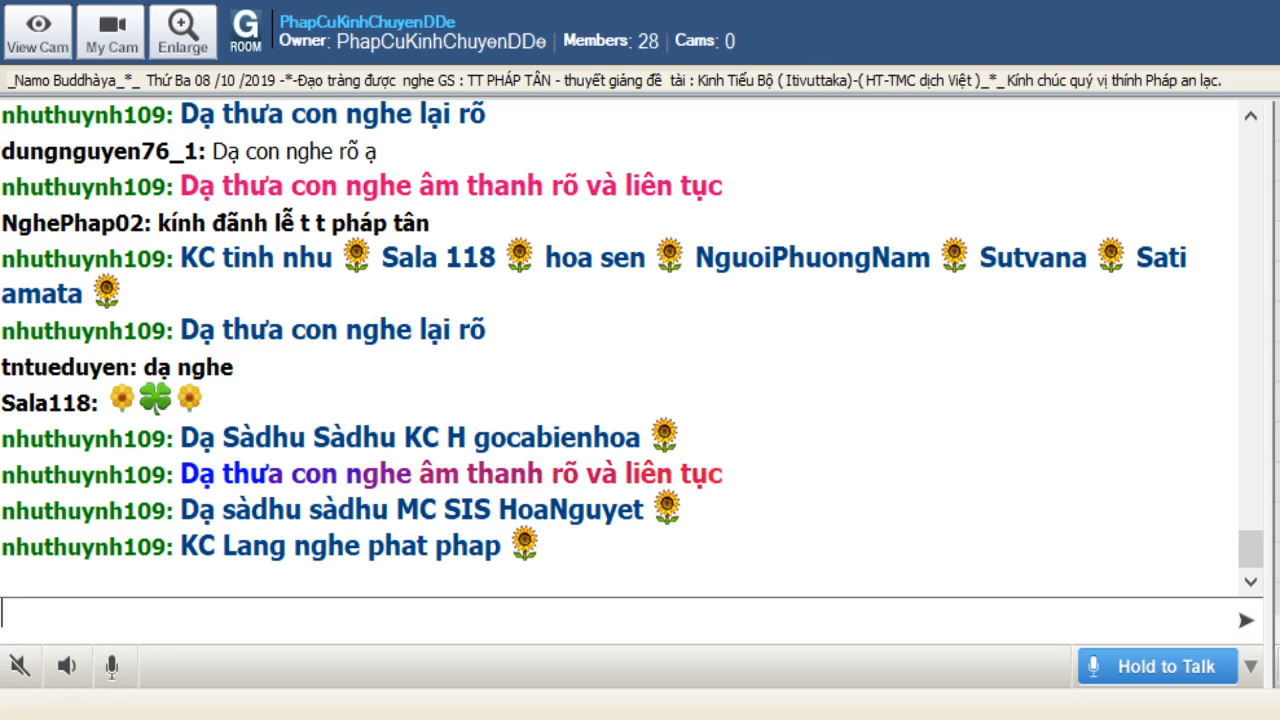 PhapCuKinhChuyenDDe
View Cam My Cam Enlarge G ROOM Owner: PhapCuKinhChuyenDDe | Members: 28 | Cams: 0
_Namo Buddhàya_*_ Thứ Ba 08 /10 /2019 -*-Đạo tràng được nghe GS : TT PHÁP TÂN - thuyết giảng đề tài : Kinh Tiểu Bộ ( Itivuttaka)-( HT-TMC dịch Việt )_*_ Kính chúc quý vị thính Pháp an lạc.
nhuthuynh109: Dạ thưa con nghe lại rõ
dungnguyen76_1: Dạ con nghe rõ ạ
nhuthuynh109: Dạ thưa con nghe âm thanh rõ và liên tục
NghePhap02: kính đãnh lễ t t pháp tân
nhuthuynh109: KC tinh nhu 🌻 Sala 118 🌻 hoa sen 🌻 NguoiPhuongNam 🌻 Sutvana 🌻 Sati
amata 🌻
nhuthuynh109: Dạ thưa con nghe lại rõ
tntueduyen: dạ nghe
Sala118: 🌼🍀🌼
nhuthuynh109: Dạ Sàdhu Sàdhu KC H gocabienhoa 🌻
nhuthuynh109: Dạ thưa con nghe âm thanh rõ và liên tục
nhuthuynh109: Dạ sàdhu sàdhu MC SIS HoaNguyet 🌻
nhuthuynh109: KC Lang nghe phat phap 🌻
Hold to Talk